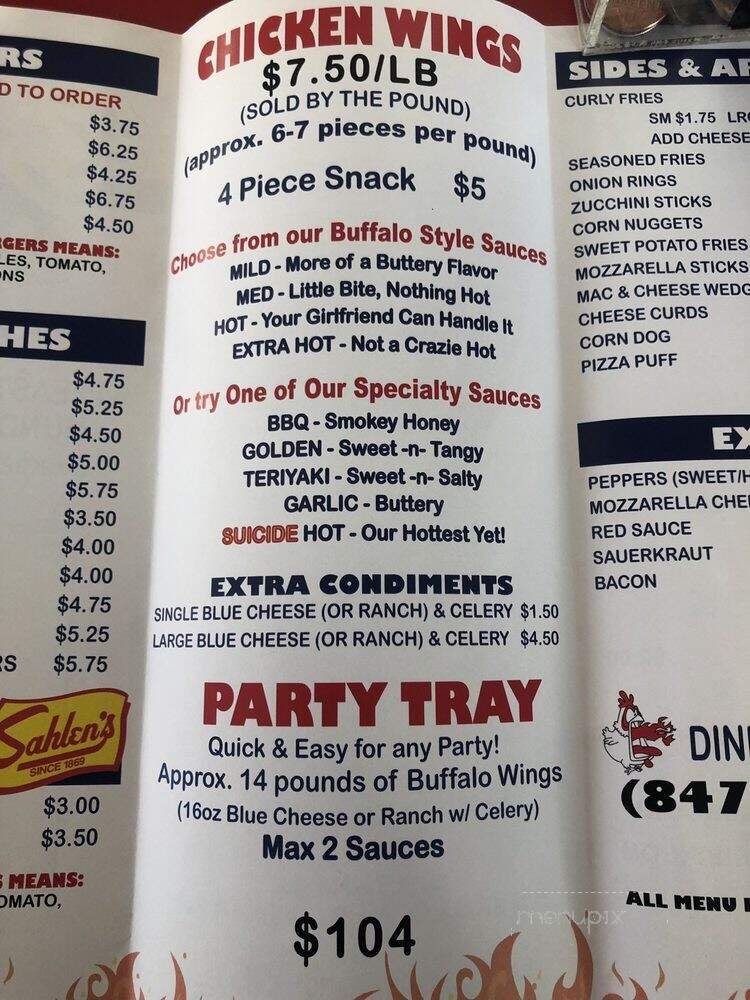 RS
D TO ORDER
$3.75
$6.25
$4.25
$6.75
$4.50
RGERS MEANS:
LES, TOMATO,
ONS
HES
$4.75
$5.25
$4.50
$5.00
$5.75
$3.50
$4.00
$4.00
$4.75
$5.25
RS $5.75
Sahlen's
SINCE 1869
$3.00
$3.50
S MEANS:
OMATO,
CHICKEN WINGS
$7.50/LB
(SOLD BY THE POUND)
(approx. 6-7 pieces per pound)
4 Piece Snack $5
Choose from our Buffalo Style Sauces
MILD - More of a Buttery Flavor
MED - Little Bite, Nothing Hot
HOT - Your Girlfriend Can Handle It
EXTRA HOT - Not a Crazie Hot
Or try One of Our Specialty Sauces
BBQ - Smokey Honey
GOLDEN - Sweet -n- Tangy
TERIYAKI - Sweet -n- Salty
GARLIC - Buttery
SUICIDE HOT - Our Hottest Yet!
EXTRA CONDIMENTS
SINGLE BLUE CHEESE (OR RANCH) & CELERY $1.50
LARGE BLUE CHEESE (OR RANCH) & CELERY $4.50
PARTY TRAY
Quick & Easy for any Party!
Approx. 14 pounds of Buffalo Wings
(16oz Blue Cheese or Ranch w/ Celery)
Max 2 Sauces
$104
SIDES & AP
CURLY FRIES
SM $1.75 LRG
ADD CHEESE
SEASONED FRIES
ONION RINGS
ZUCCHINI STICKS
CORN NUGGETS
SWEET POTATO FRIES
MOZZARELLA STICKS
MAC & CHEESE WEDG
CHEESE CURDS
CORN DOG
PIZZA PUFF
EX
PEPPERS (SWEET/H
MOZZARELLA CHE
RED SAUCE
SAUERKRAUT
BACON
DIN
(847
ALL MENU
menupix